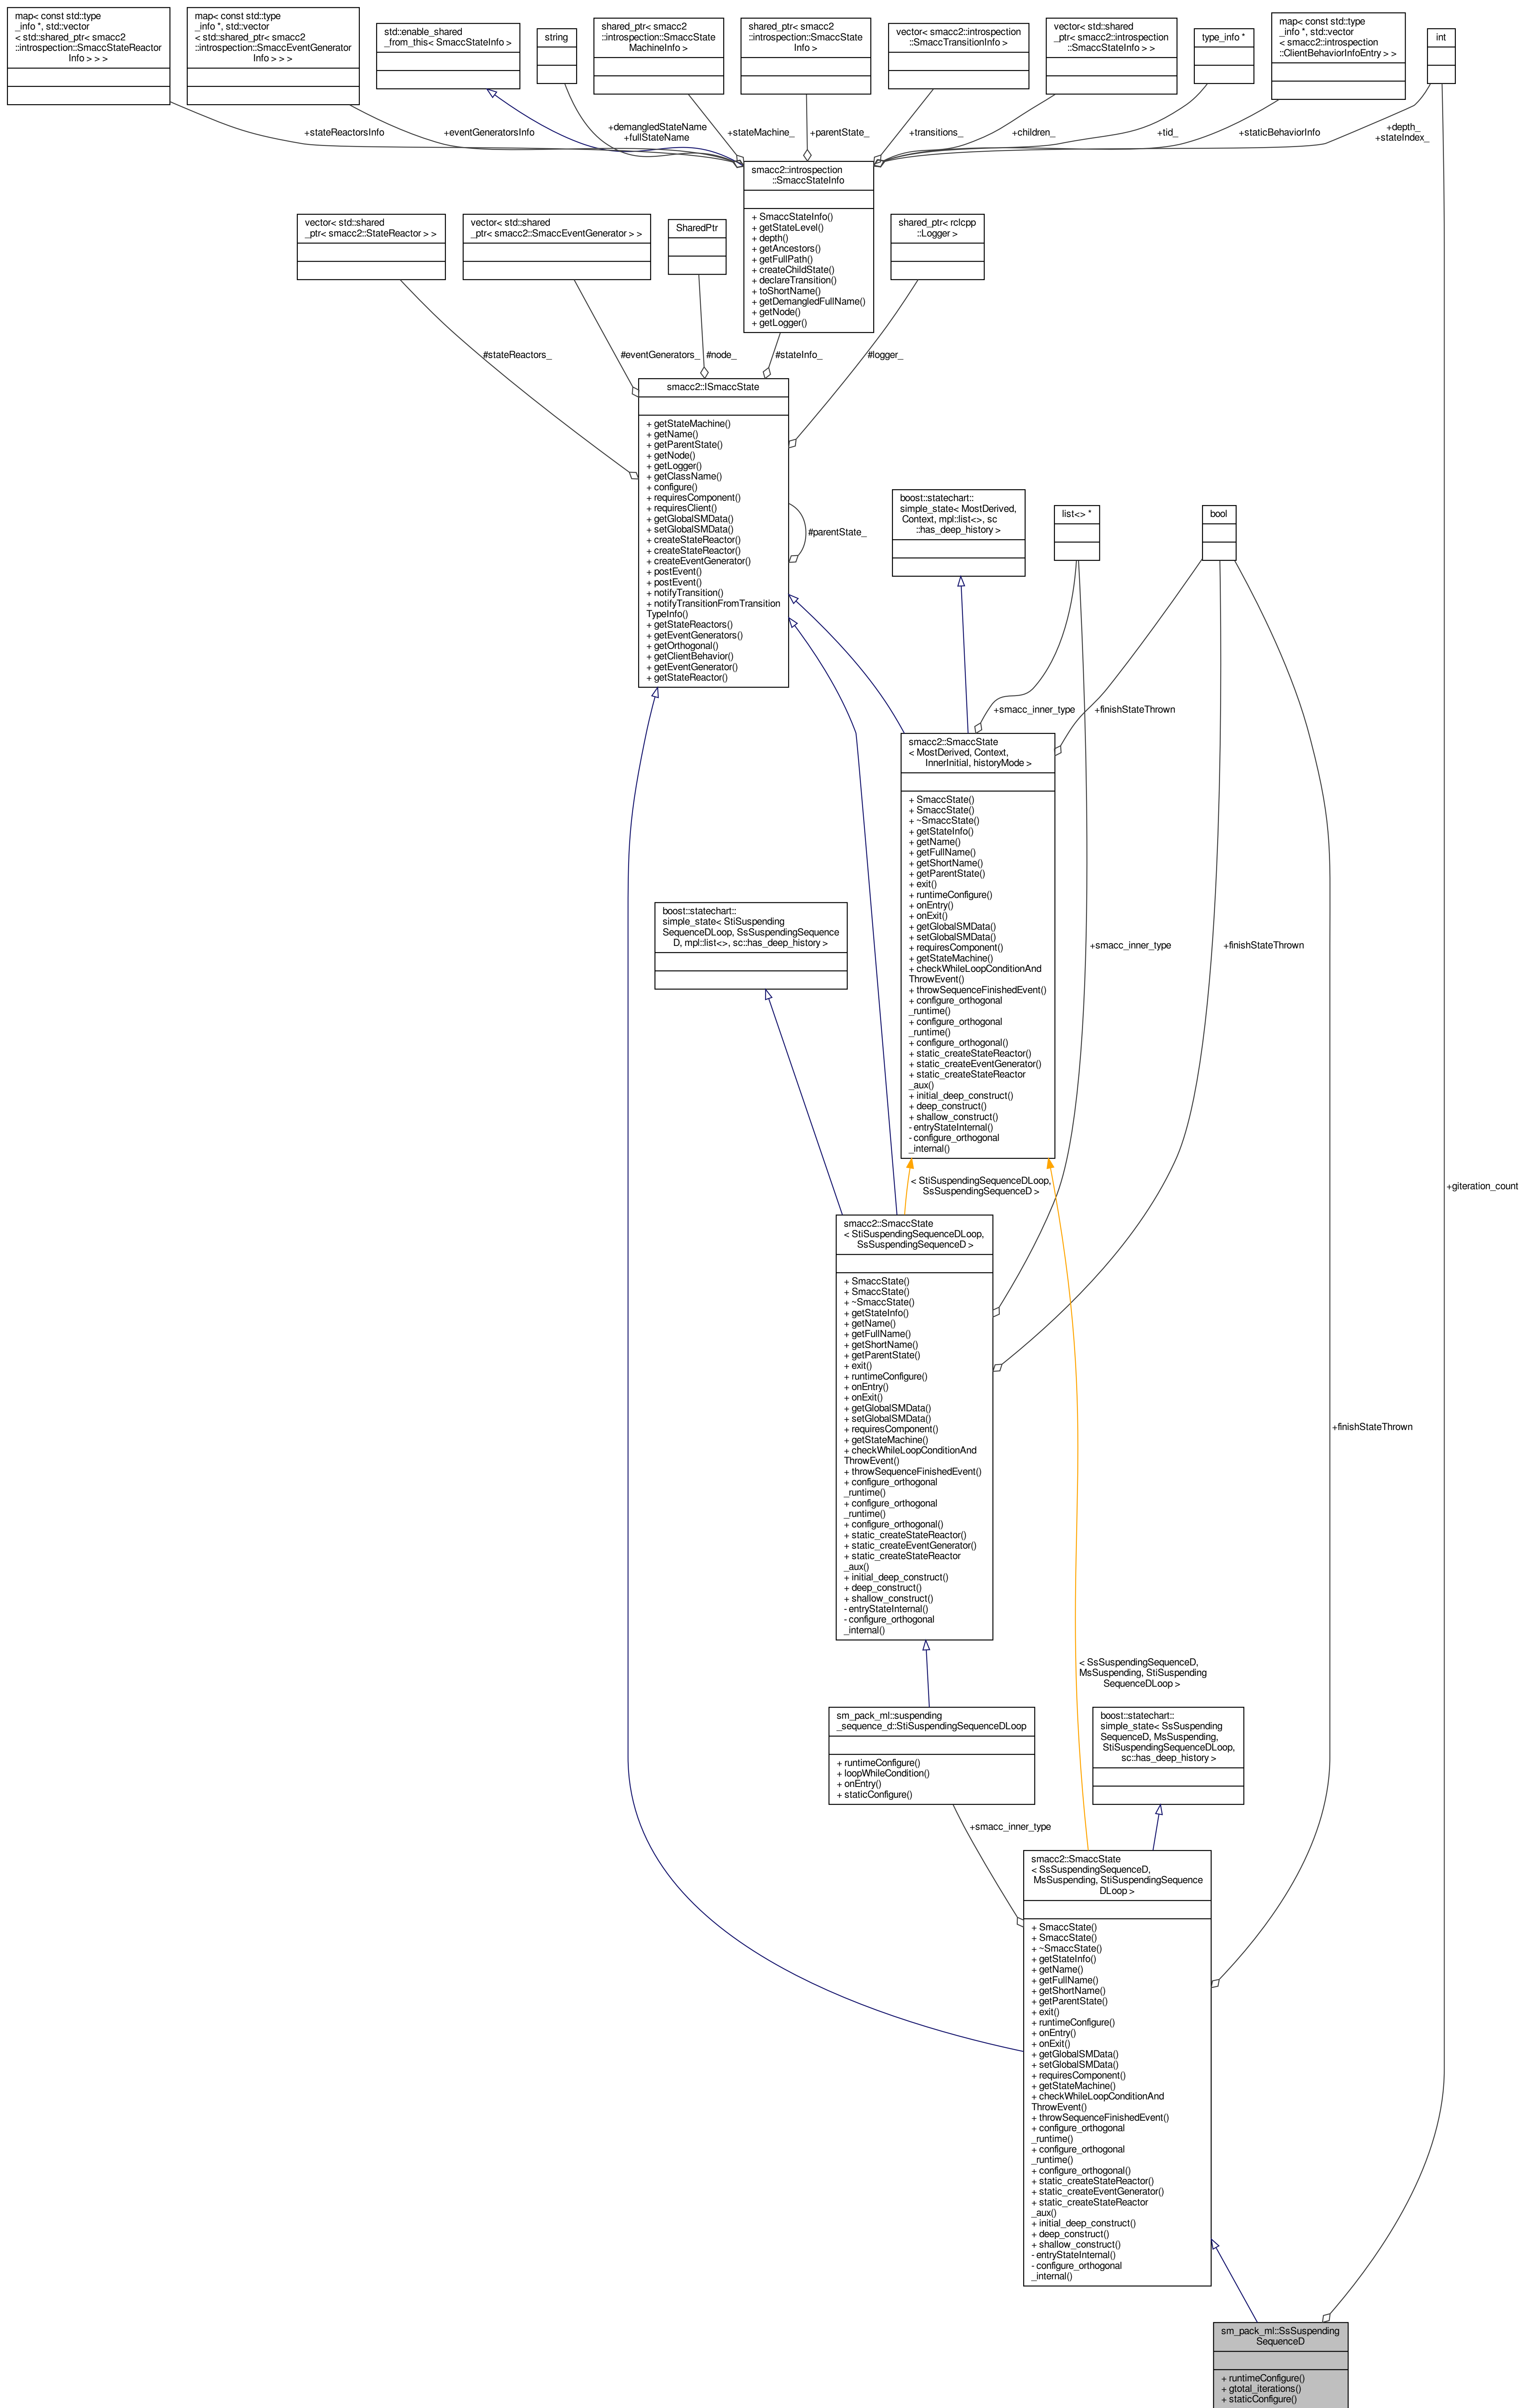 map< const std::type
_info *, std::vector
< std::shared_ptr< smacc2
::introspection::SmaccStateReactor
Info > > >
map< const std::type
_info *, std::vector
< std::shared_ptr< smacc2
::introspection::SmaccEventGenerator
Info > > >
std::enable_shared
_from_this< SmaccStateInfo >
string
shared_ptr< smacc2
::introspection::SmaccState
MachineInfo >
shared_ptr< smacc2
::introspection::SmaccState
Info >
vector< smacc2::introspection
::SmaccTransitionInfo >
vector< std::shared
_ptr< smacc2::introspection
::SmaccStateInfo > >
type_info *
map< const std::type
_info *, std::vector
< smacc2::introspection
::ClientBehaviorInfoEntry > >
int
+stateReactorsInfo
+eventGeneratorsInfo
+demangledStateName
+fullStateName
+stateMachine_
+parentState_
+transitions_
+children_
+tid_
+staticBehaviorInfo
+depth_
+stateIndex_
smacc2::introspection
::SmaccStateInfo
+ SmaccStateInfo()
+ getStateLevel()
+ depth()
+ getAncestors()
+ getFullPath()
+ createChildState()
+ declareTransition()
+ toShortName()
+ getDemangledFullName()
+ getNode()
+ getLogger()
vector< std::shared
_ptr< smacc2::StateReactor > >
vector< std::shared
_ptr< smacc2::SmaccEventGenerator > >
SharedPtr
shared_ptr< rclcpp
::Logger >
#stateReactors_
#eventGenerators_
#node_
#stateInfo_
#logger_
smacc2::ISmaccState
+ getStateMachine()
+ getName()
+ getParentState()
+ getNode()
+ getLogger()
+ getClassName()
+ configure()
+ requiresComponent()
+ requiresClient()
+ getGlobalSMData()
+ setGlobalSMData()
+ createStateReactor()
+ createStateReactor()
+ createEventGenerator()
+ postEvent()
+ postEvent()
+ notifyTransition()
+ notifyTransitionFromTransition
TypeInfo()
+ getStateReactors()
+ getEventGenerators()
+ getOrthogonal()
+ getClientBehavior()
+ getEventGenerator()
+ getStateReactor()
#parentState_
boost::statechart::
simple_state< MostDerived,
Context, mpl::list<>, sc
::has_deep_history >
list<> *
bool
+smacc_inner_type
+finishStateThrown
smacc2::SmaccState
< MostDerived, Context,
InnerInitial, historyMode >
+ SmaccState()
+ SmaccState()
+ ~SmaccState()
+ getStateInfo()
+ getName()
+ getFullName()
+ getShortName()
+ getParentState()
+ exit()
+ runtimeConfigure()
+ onEntry()
+ onExit()
+ getGlobalSMData()
+ setGlobalSMData()
+ requiresComponent()
+ getStateMachine()
+ checkWhileLoopConditionAnd
ThrowEvent()
+ throwSequenceFinishedEvent()
+ configure_orthogonal
_runtime()
+ configure_orthogonal
_runtime()
+ configure_orthogonal()
+ static_createStateReactor()
+ static_createEventGenerator()
+ static_createStateReactor
_aux()
+ initial_deep_construct()
+ deep_construct()
+ shallow_construct()
- entryStateInternal()
- configure_orthogonal
_internal()
boost::statechart::
simple_state< StiSuspending
SequenceDLoop, SsSuspendingSequence
D, mpl::list<>, sc::has_deep_history >
+smacc_inner_type
+finishStateThrown
< StiSuspendingSequenceDLoop,
SsSuspendingSequenceD >
+giteration_count
smacc2::SmaccState
< StiSuspendingSequenceDLoop,
SsSuspendingSequenceD >
+ SmaccState()
+ SmaccState()
+ ~SmaccState()
+ getStateInfo()
+ getName()
+ getFullName()
+ getShortName()
+ getParentState()
+ exit()
+ runtimeConfigure()
+ onEntry()
+ onExit()
+ getGlobalSMData()
+ setGlobalSMData()
+ requiresComponent()
+ getStateMachine()
+ checkWhileLoopConditionAnd
ThrowEvent()
+ throwSequenceFinishedEvent()
+ configure_orthogonal
_runtime()
+ configure_orthogonal
_runtime()
+ configure_orthogonal()
+ static_createStateReactor()
+ static_createEventGenerator()
+ static_createStateReactor
_aux()
+ initial_deep_construct()
+ deep_construct()
+ shallow_construct()
- entryStateInternal()
- configure_orthogonal
_internal()
+finishStateThrown
< SsSuspendingSequenceD,
MsSuspending, StiSuspending
SequenceDLoop >
sm_pack_ml::suspending
_sequence_d::StiSuspendingSequenceDLoop
+ runtimeConfigure()
+ loopWhileCondition()
+ onEntry()
+ staticConfigure()
boost::statechart::
simple_state< SsSuspending
SequenceD, MsSuspending,
StiSuspendingSequenceDLoop,
sc::has_deep_history >
+smacc_inner_type
smacc2::SmaccState
< SsSuspendingSequenceD,
MsSuspending, StiSuspendingSequence
DLoop >
+ SmaccState()
+ SmaccState()
+ ~SmaccState()
+ getStateInfo()
+ getName()
+ getFullName()
+ getShortName()
+ getParentState()
+ exit()
+ runtimeConfigure()
+ onEntry()
+ onExit()
+ getGlobalSMData()
+ setGlobalSMData()
+ requiresComponent()
+ getStateMachine()
+ checkWhileLoopConditionAnd
ThrowEvent()
+ throwSequenceFinishedEvent()
+ configure_orthogonal
_runtime()
+ configure_orthogonal
_runtime()
+ configure_orthogonal()
+ static_createStateReactor()
+ static_createEventGenerator()
+ static_createStateReactor
_aux()
+ initial_deep_construct()
+ deep_construct()
+ shallow_construct()
- entryStateInternal()
- configure_orthogonal
_internal()
sm_pack_ml::SsSuspending
SequenceD
+ runtimeConfigure()
+ gtotal_iterations()
+ staticConfigure()